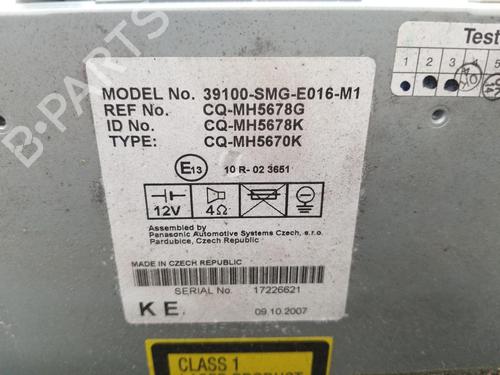 B-PARTS
Test
1 2 3 4 5
MODEL No. 39100-SMG-E016-M1
REF No. CQ-MH5678G
ID No. CQ-MH5678K
TYPE: CQ-MH5670K
E13 10 R- 02 3651
12V 4Ω
Assembled by
Panasonic Automotive Systems Czech, s.r.o.
Pardubice, Czech Republic
MADE IN CZECH REPUBLIC
SERIAL No. 17226621
KE 09.10.2007
CLASS 1